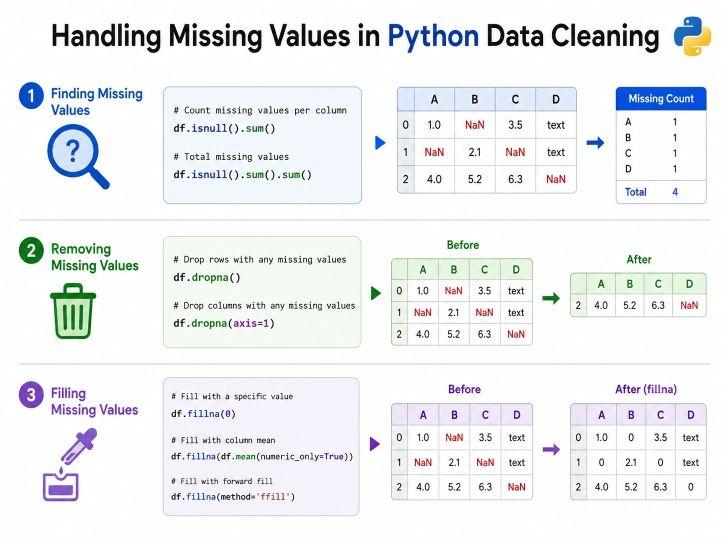 Handling Missing Values in Python Data Cleaning
1 Finding Missing
Values
?
# Count missing values per column
df.isnull().sum()
# Total missing values
df.isnull().sum().sum()
A B C D
0 1.0 NaN 3.5 text
1 NaN 2.1 NaN text
2 4.0 5.2 6.3 NaN
Missing Count
A 1
B 1
C 1
D 1
Total 4
2 Removing
Missing Values
# Drop rows with any missing values
df.dropna()
# Drop columns with any missing values
df.dropna(axis=1)
Before
A B C D
0 1.0 NaN 3.5 text
1 NaN 2.1 NaN text
2 4.0 5.2 6.3 NaN
After
A B C D
2 4.0 5.2 6.3 NaN
3 Filling
Missing Values
# Fill with a specific value
df.fillna(0)
# Fill with column mean
df.fillna(df.mean(numeric_only=True))
# Fill with forward fill
df.fillna(method='ffill')
Before
A B C D
0 1.0 NaN 3.5 text
1 NaN 2.1 NaN text
2 4.0 5.2 6.3 NaN
After (fillna)
A B C D
0 1.0 0 3.5 text
1 0 2.1 0 text
2 4.0 5.2 6.3 0